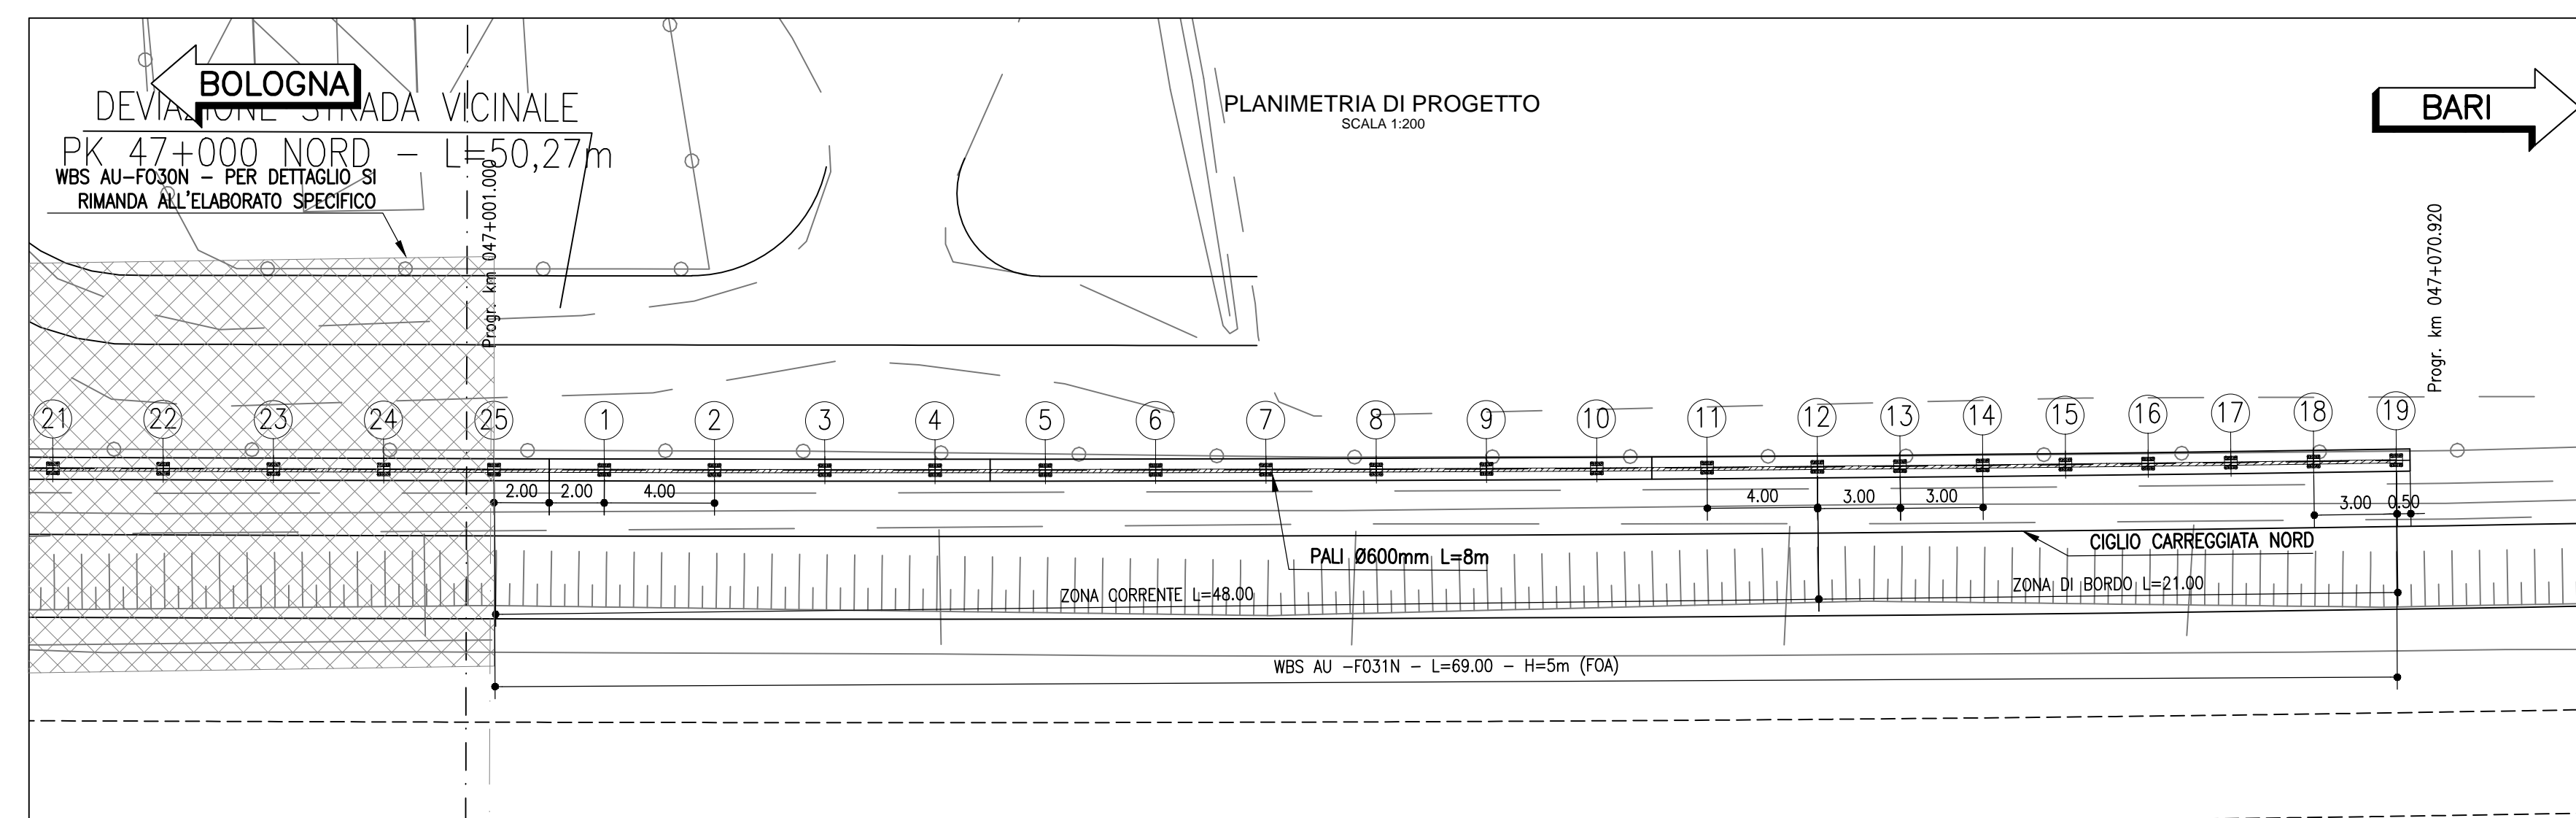 BOLOGNA
DEVIAZIONE STRADA VICINALE
PK 47+000 NORD - L=50,27m
WBS AU-FO30N - PER DETTAGLIO SI
RIMANDA ALL'ELABORATO SPECIFICO
Progr. km 047+001.000
PLANIMETRIA DI PROGETTO
SCALA 1:200
BARI
Progr. km 047+070.920
21 22 23 24 25 1 2 3 4 5 6 7 8 9 10 11 12 13 14 15 16 17 18 19
2.00 2.00 4.00 4.00 3.00 3.00 3.00 0.50
PALI Ø600mm L=8m
CIGLIO CARREGGIATA NORD
ZONA CORRENTE L=48.00
ZONA DI BORDO L=21.00
WBS AU -F031N - L=69.00 - H=5m (FOA)